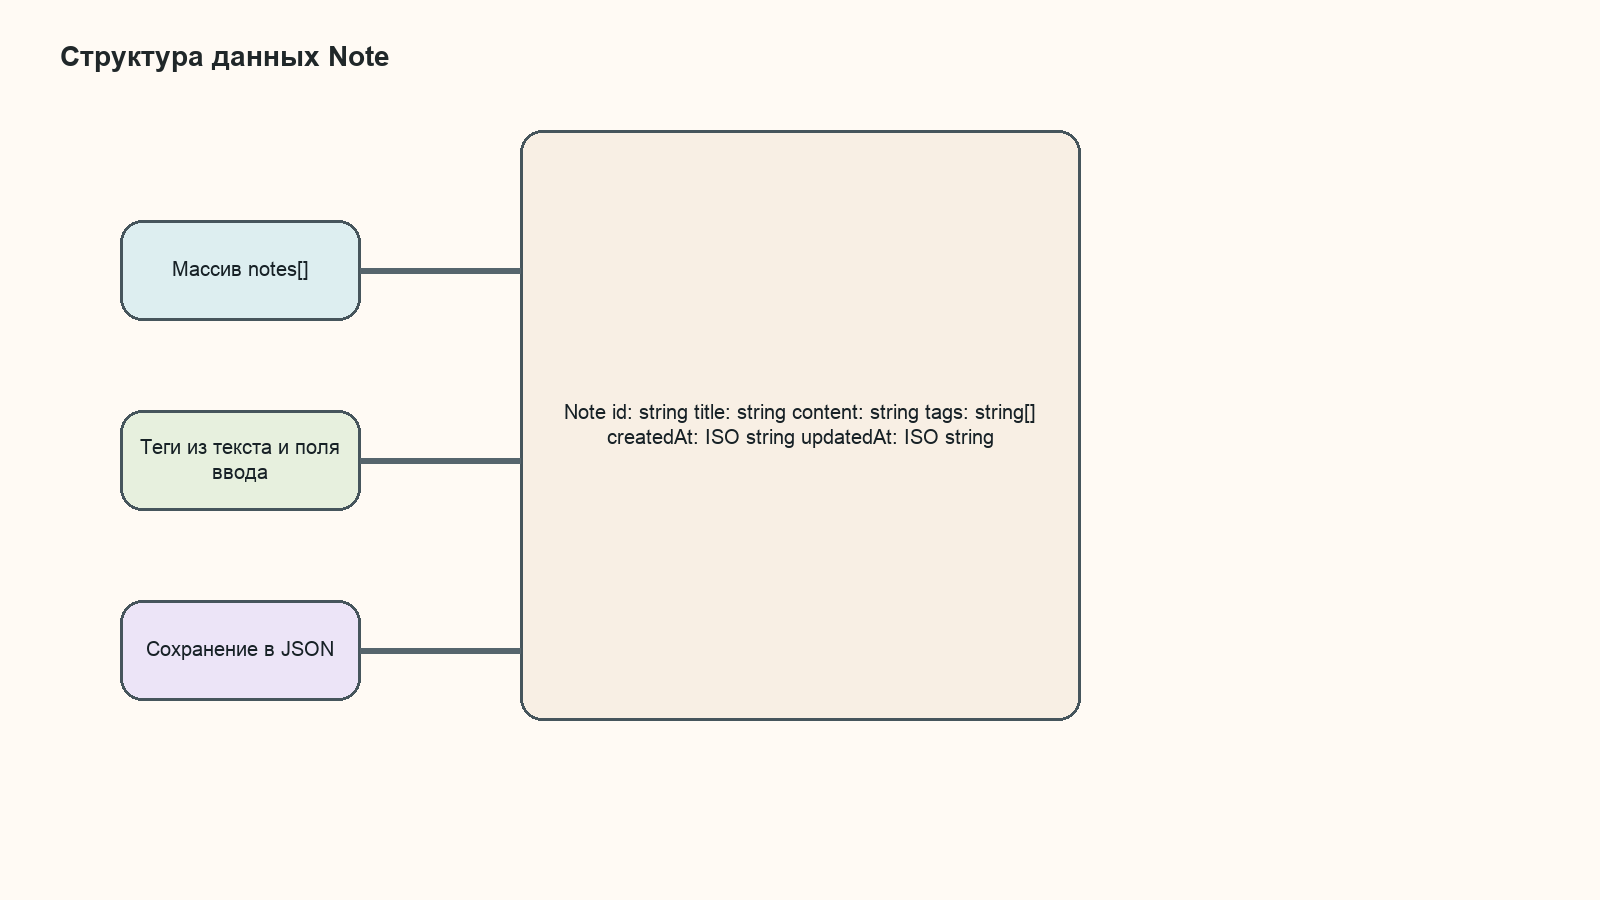 Структура данных Note
Массив notes[]
Теги из текста и поля
ввода
Сохранение в JSON
Note id: string title: string content: string tags: string[]
createdAt: ISO string updatedAt: ISO string